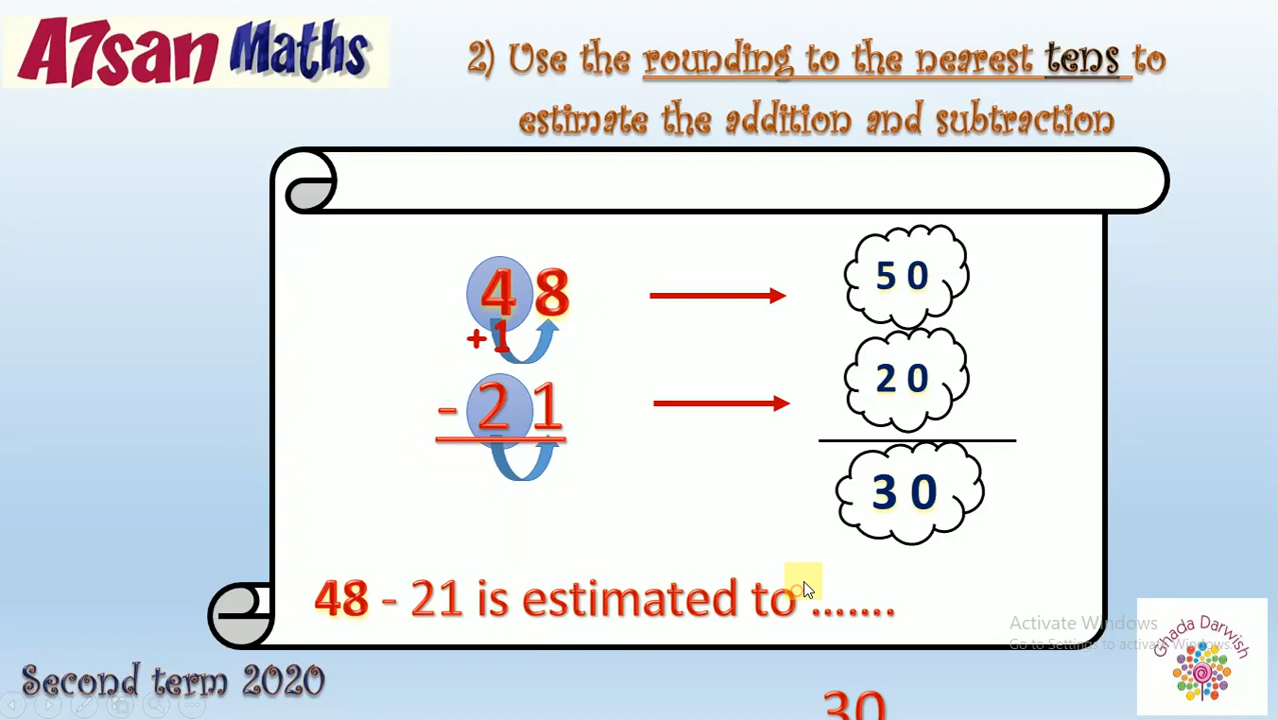 A7san Maths
2) Use the rounding to the nearest tens to
estimate the addition and subtraction
48
50
+1
- 21
20
30
48 - 21 is estimated to .......
Activate Windows
Go to Settings to activate Windows.
Ghada Darwish
Second term 2020
30